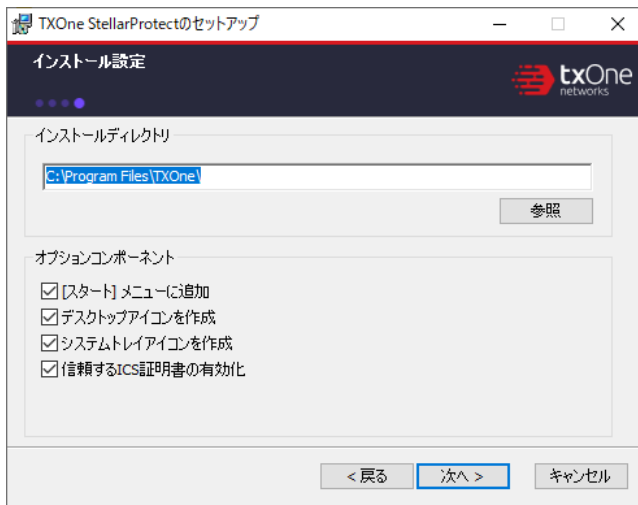 TXOne StellarProtectのセットアップ
インストール設定
txOne
networks
インストールディレクトリ
C:\Program Files\TXOne\
参照
オプションコンポーネント
[スタート] メニューに追加
デスクトップアイコンを作成
システムトレイアイコンを作成
信頼するICS証明書の有効化
< 戻る 次へ > キャンセル